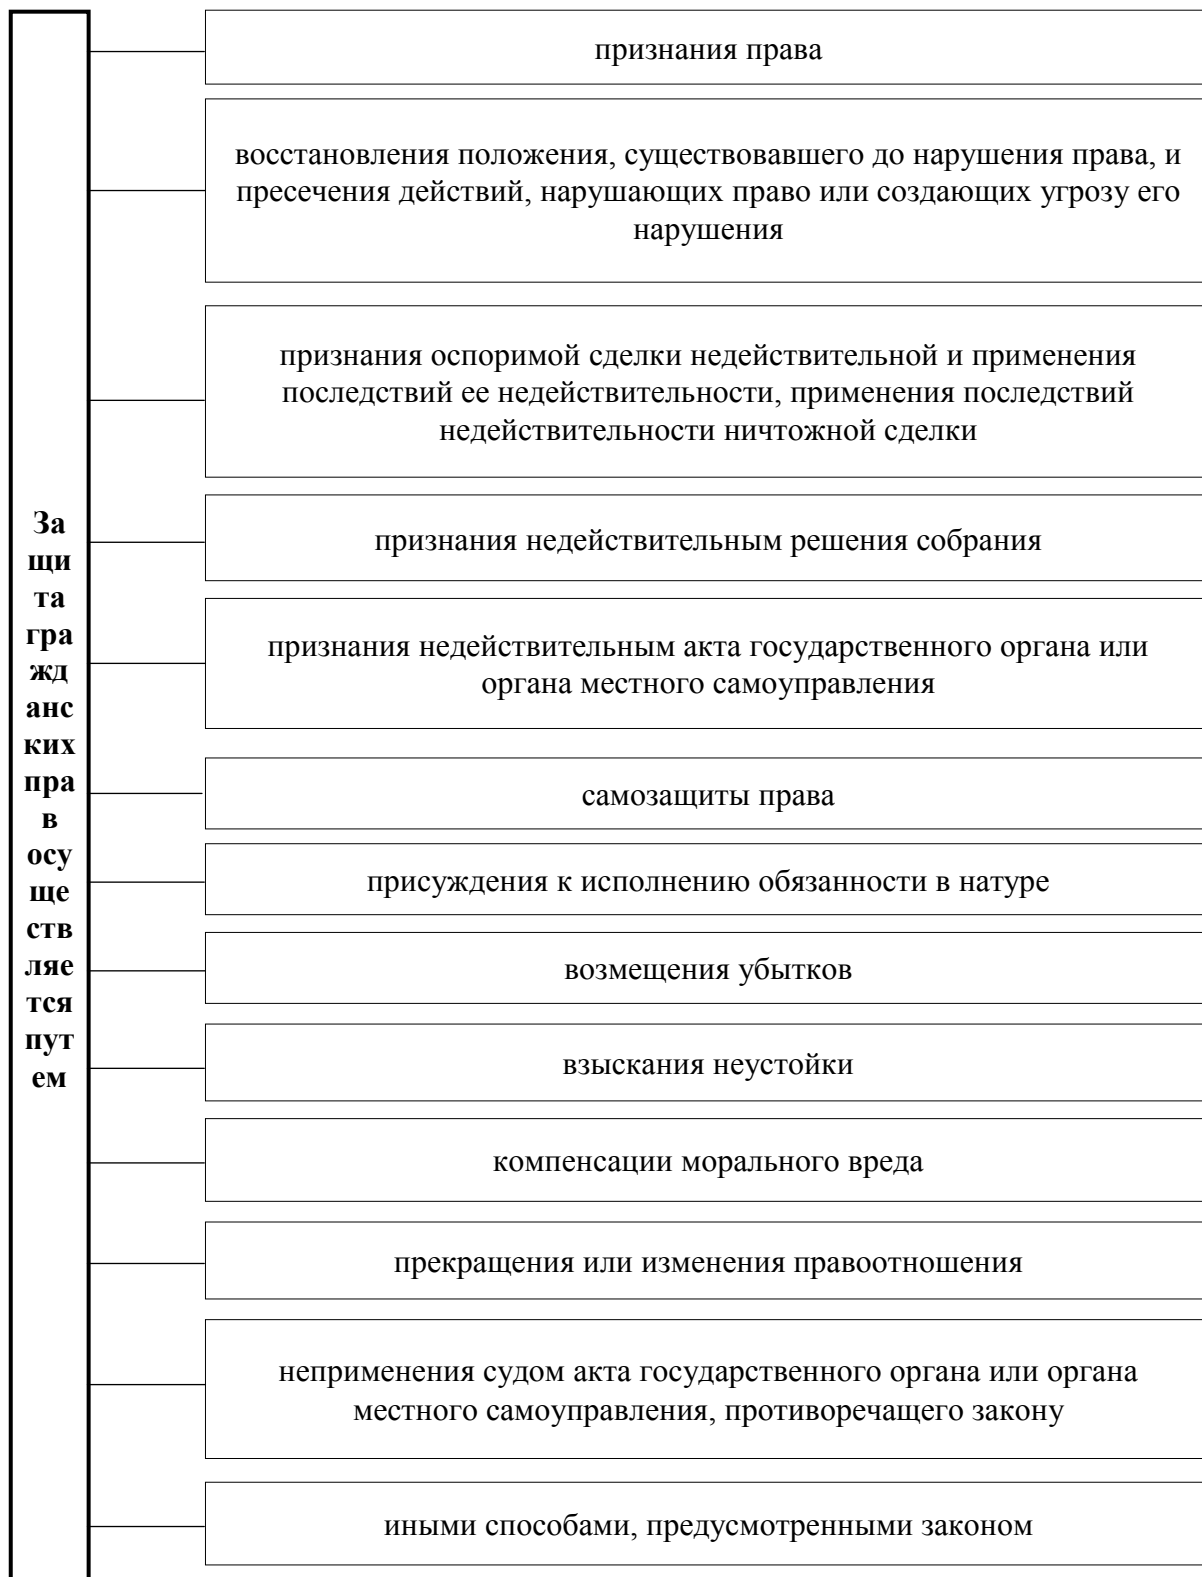 признания права
восстановления положения, существовавшего до нарушения права, и
пресечения действий, нарушающих право или создающих угрозу его
нарушения
признания оспоримой сделки недействительной и применения
последствий ее недействительности, применения последствий
недействительности ничтожной сделки
За
щи
та
гра
жд
анс
ких
пра
в
осу
ще
ств
ляе
тся
пут
ем
признания недействительным решения собрания
признания недействительным акта государственного органа или
органа местного самоуправления
самозащиты права
присуждения к исполнению обязанности в натуре
возмещения убытков
взыскания неустойки
компенсации морального вреда
прекращения или изменения правоотношения
неприменения судом акта государственного органа или органа
местного самоуправления, противоречащего закону
иными способами, предусмотренными законом